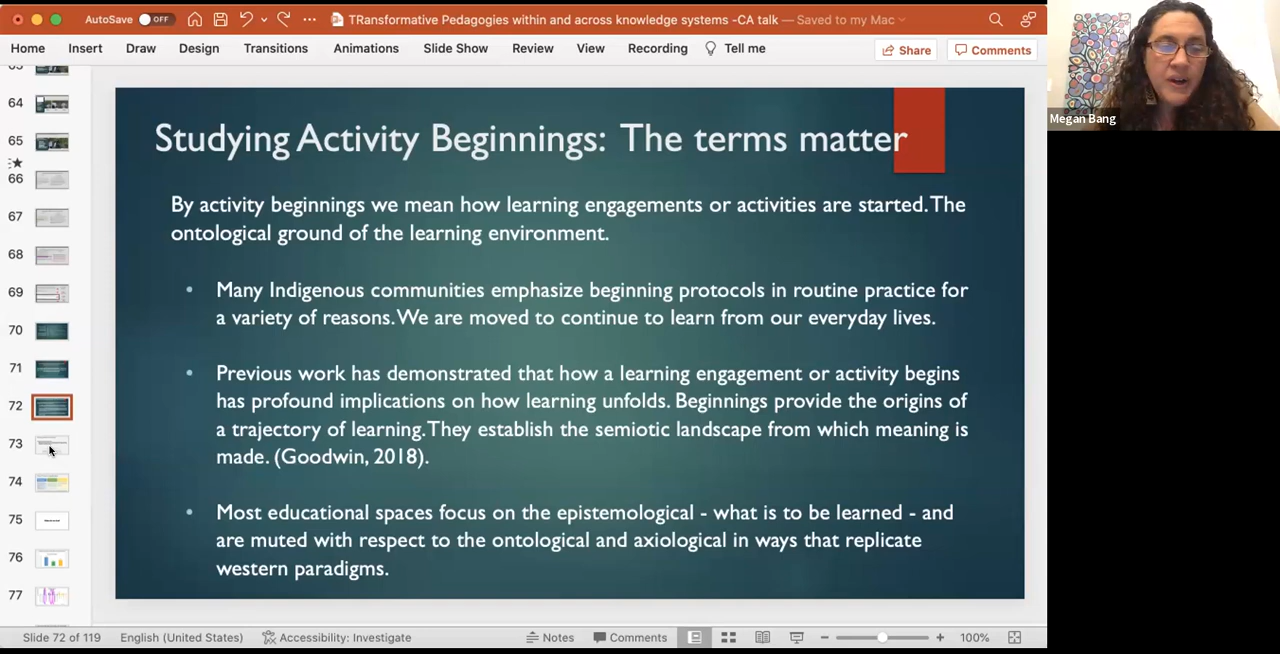 AutoSave OFF TRansformative Pedagogies within and across knowledge systems -CA talk — Saved to my Mac
Home Insert Draw Design Transitions Animations Slide Show Review View Recording Tell me Share Comments
Megan Bang
64
65
66
67
68
69
70
71
72
73
74
75
76
77
Studying Activity Beginnings: The terms matter
By activity beginnings we mean how learning engagements or activities are started. The
ontological ground of the learning environment.
• Many Indigenous communities emphasize beginning protocols in routine practice for
a variety of reasons. We are moved to continue to learn from our everyday lives.
• Previous work has demonstrated that how a learning engagement or activity begins
has profound implications on how learning unfolds. Beginnings provide the origins of
a trajectory of learning. They establish the semiotic landscape from which meaning is
made. (Goodwin, 2018).
• Most educational spaces focus on the epistemological - what is to be learned - and
are muted with respect to the ontological and axiological in ways that replicate
western paradigms.
Slide 72 of 119 English (United States) Accessibility: Investigate Notes Comments 100%